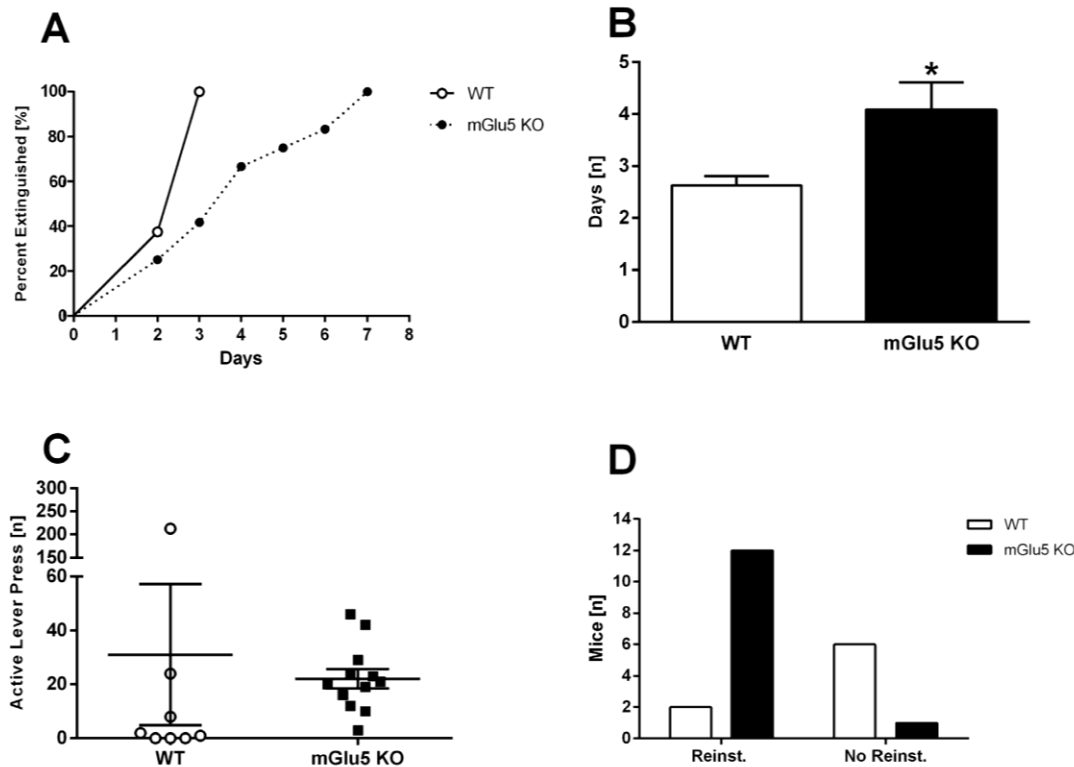 A
100
80
60
40
20
0
Percent Extinguished [%]
0 1 2 3 4 5 6 7 8
Days
WT
mGlu5 KO
B
5
4
3
2
1
0
Days [n]
*
WT mGlu5 KO
C
300
250
200
150
60
40
20
0
Active Lever Press [n]
WT mGlu5 KO
D
14
12
10
8
6
4
2
0
Mice [n]
Reinst. No Reinst.
WT
mGlu5 KO